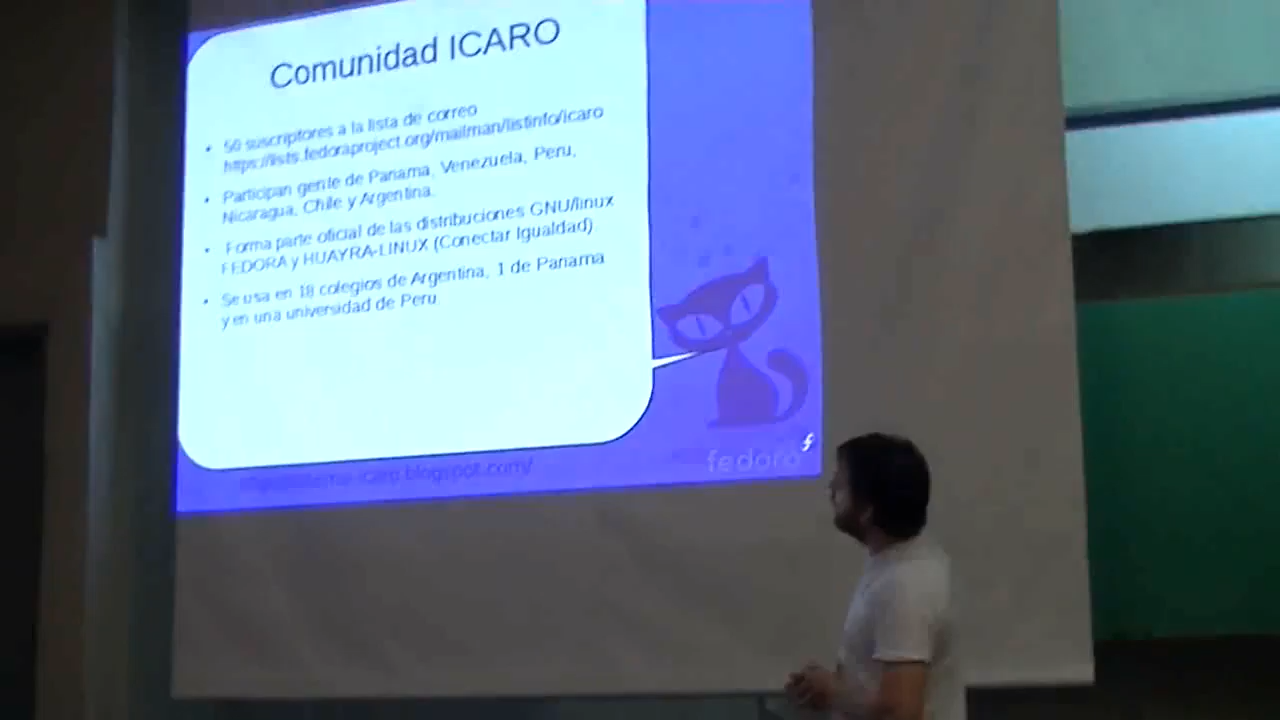 Comunidad ICARO
50 suscriptores a la lista de correo
https://lists.fedoraproject.org/mailman/listinfo/icaro
Participan gente de Panama, Venezuela, Peru,
Nicaragua, Chile y Argentina.
Forma parte oficial de las distribuciones GNU/linux
FEDORA y HUAYRA-LINUX (Conectar Igualdad)
Se usa en 18 colegios de Argentina, 1 de Panama
y en una universidad de Peru
fedora